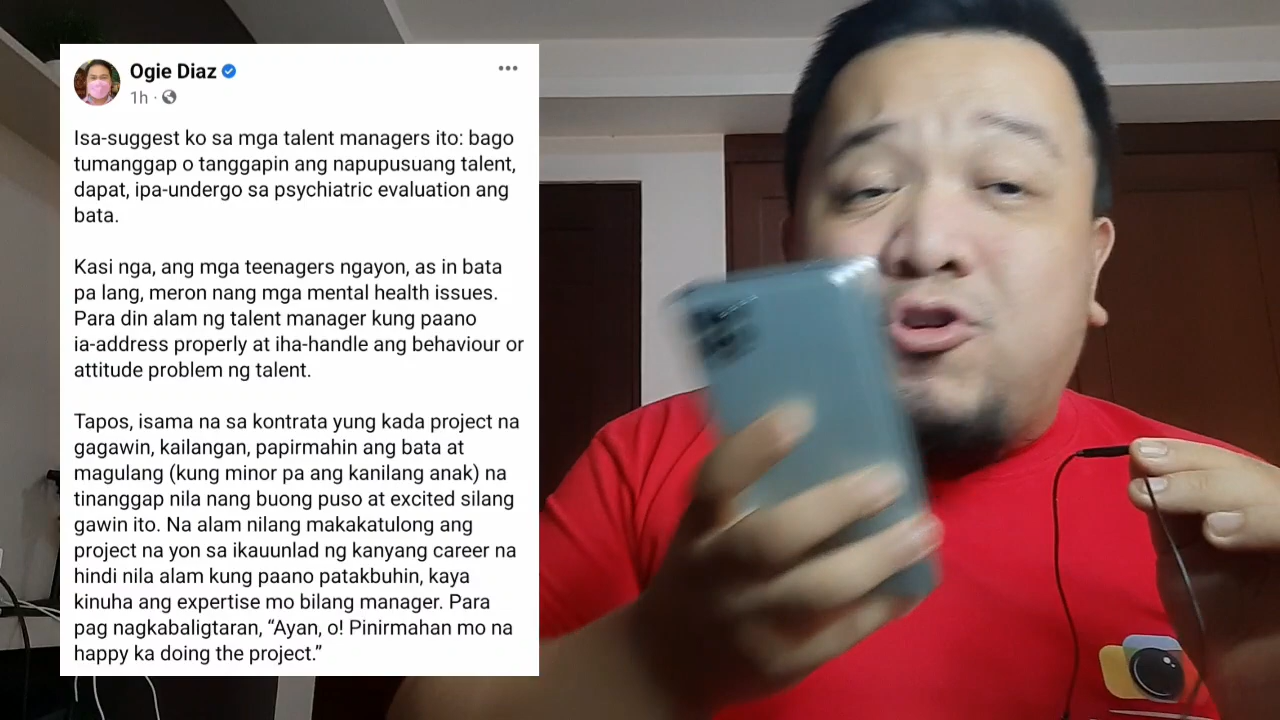 Ogie Diaz
1h
Isa-suggest ko sa mga talent managers ito: bago
tumanggap o tanggapin ang napupusuang talent,
dapat, ipa-undergo sa psychiatric evaluation ang
bata.
Kasi nga, ang mga teenagers ngayon, as in bata
pa lang, meron nang mga mental health issues.
Para din alam ng talent manager kung paano
ia-address properly at iha-handle ang behaviour or
attitude problem ng talent.
Tapos, isama na sa kontrata yung kada project na
gagawin, kailangan, papirmahin ang bata at
magulang (kung minor pa ang kanilang anak) na
tinanggap nila nang buong puso at excited silang
gawin ito. Na alam nilang makakatulong ang
project na yon sa ikauunlad ng kanyang career na
hindi nila alam kung paano patakbuhin, kaya
kinuha ang expertise mo bilang manager. Para
pag nagkabaligtaran, “Ayan, o! Pinirmahan mo na
happy ka doing the project.”